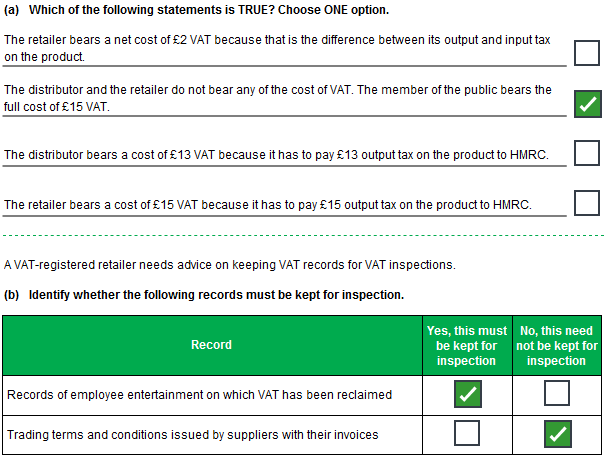 (a) Which of the following statements is TRUE? Choose ONE option.
The retailer bears a net cost of £2 VAT because that is the difference between its output and input tax
on the product.
The distributor and the retailer do not bear any of the cost of VAT. The member of the public bears the
full cost of £15 VAT.
The distributor bears a cost of £13 VAT because it has to pay £13 output tax on the product to HMRC.
The retailer bears a cost of £15 VAT because it has to pay £15 output tax on the product to HMRC.
A VAT-registered retailer needs advice on keeping VAT records for VAT inspections.
(b) Identify whether the following records must be kept for inspection.
Record
Yes, this must
be kept for
inspection
No, this need
not be kept for
inspection
Records of employee entertainment on which VAT has been reclaimed
Trading terms and conditions issued by suppliers with their invoices